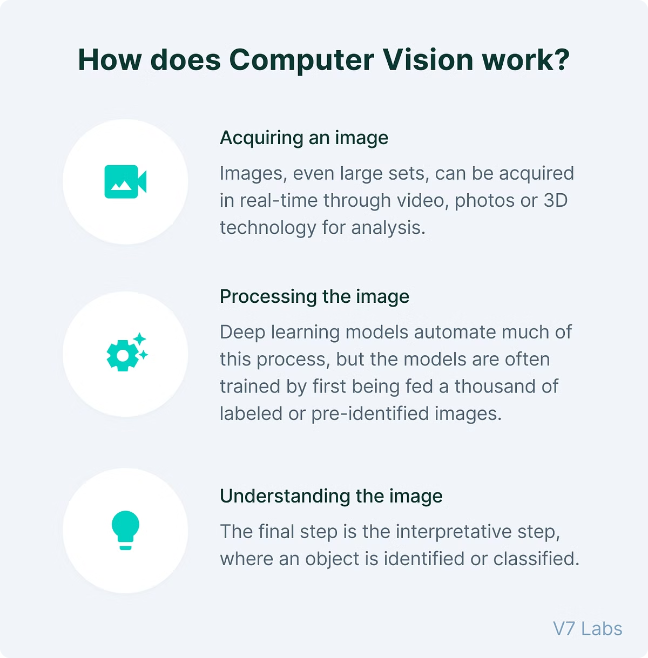 How does Computer Vision work?
Acquiring an image
Images, even large sets, can be acquired
in real-time through video, photos or 3D
technology for analysis.
Processing the image
Deep learning models automate much of
this process, but the models are often
trained by first being fed a thousand of
labeled or pre-identified images.
Understanding the image
The final step is the interpretative step,
where an object is identified or classified.
V7 Labs